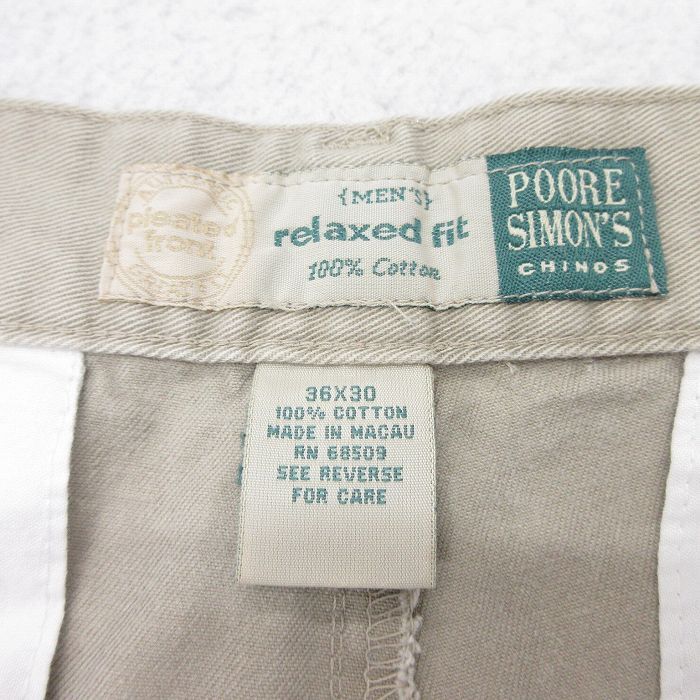 pleated
front
{MEN'S}
relaxed fit
100% Cotton
POORE
SIMON'S
CHINOS
36X30
100% COTTON
MADE IN MACAU
RN 68509
SEE REVERSE
FOR CARE